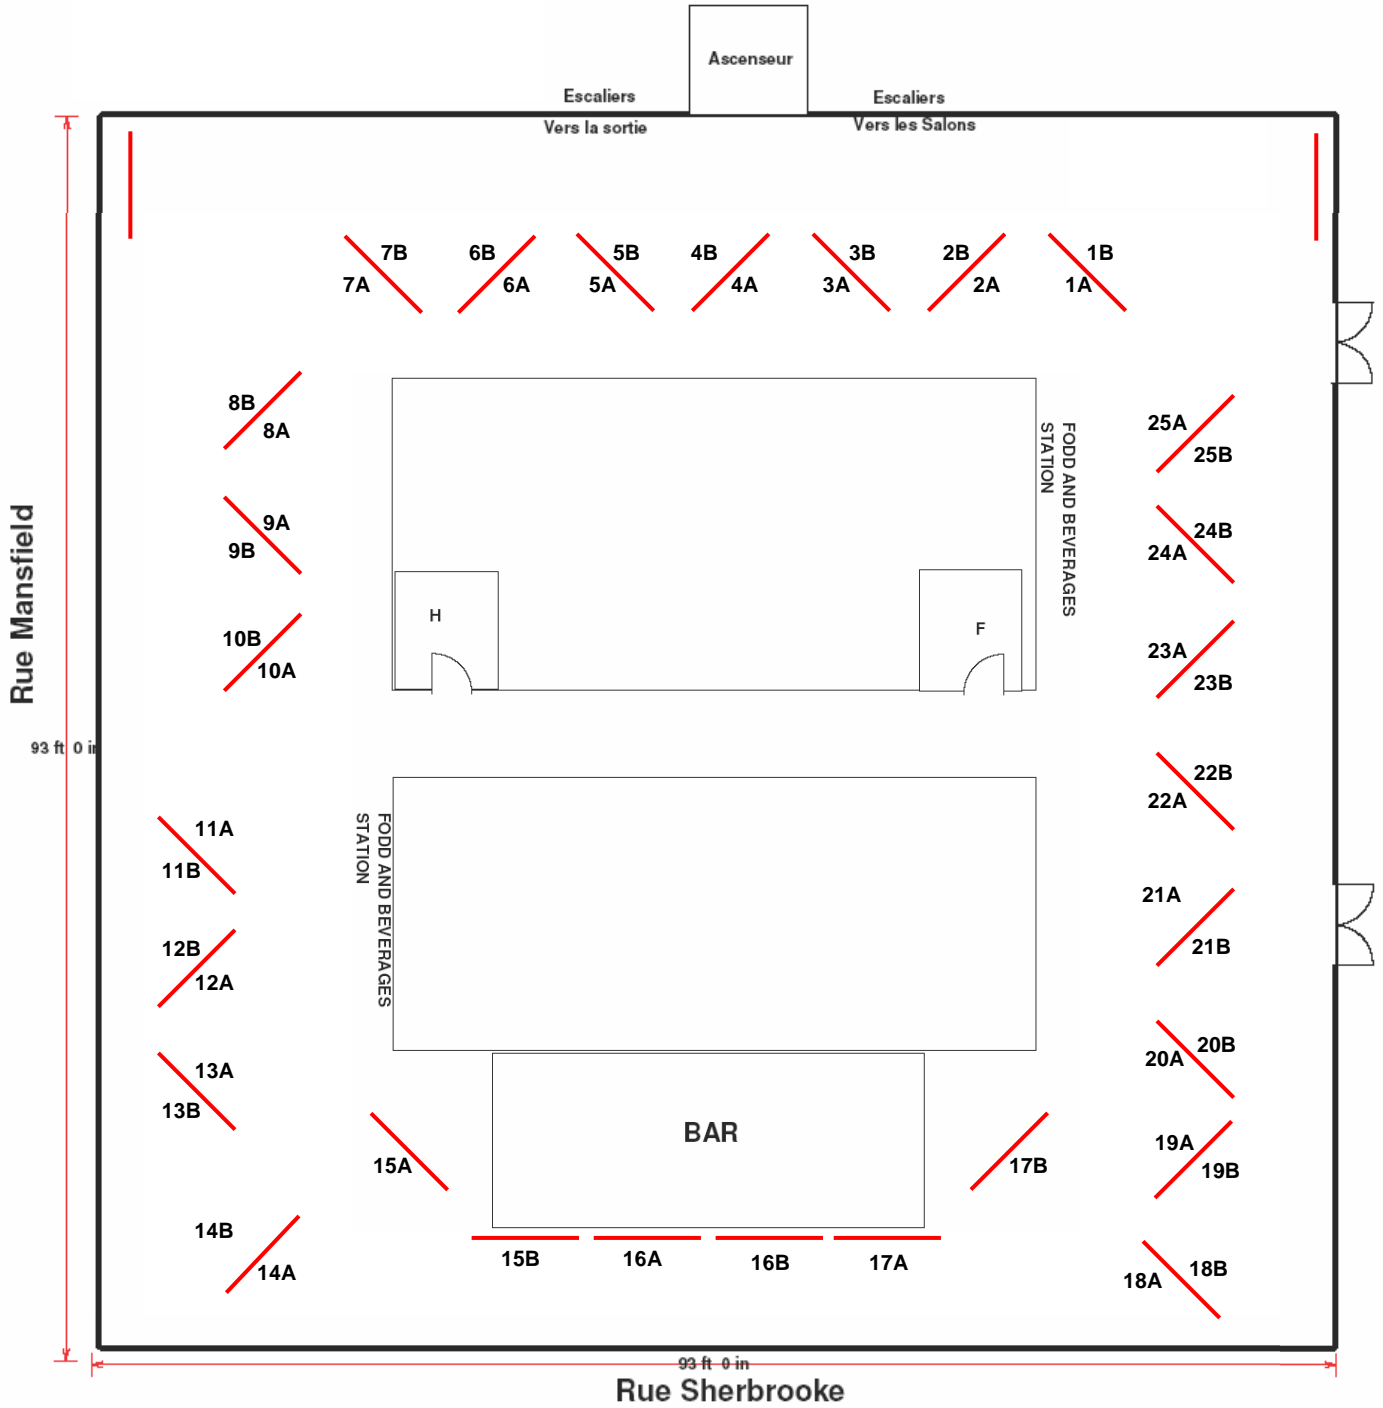 Ascenseur
Escaliers
Escaliers
Vers la sortie
Vers les Salons
7B
6B
5B
4B
3B
2B
1B
7A
6A
5A
4A
3A
2A
1A
8B
8A
25A
25B
FODD AND BEVERAGES
STATION
9A
9B
24B
24A
H
F
10B
10A
23A
23B
Rue Mansfield
93 ft 0 in
22B
22A
11A
11B
FODD AND BEVERAGES
STATION
21A
21B
12B
12A
20B
20A
13A
13B
BAR
15A
17B
19A
19B
14B
14A
15B
16A
16B
17A
18B
18A
93 ft 0 in
Rue Sherbrooke